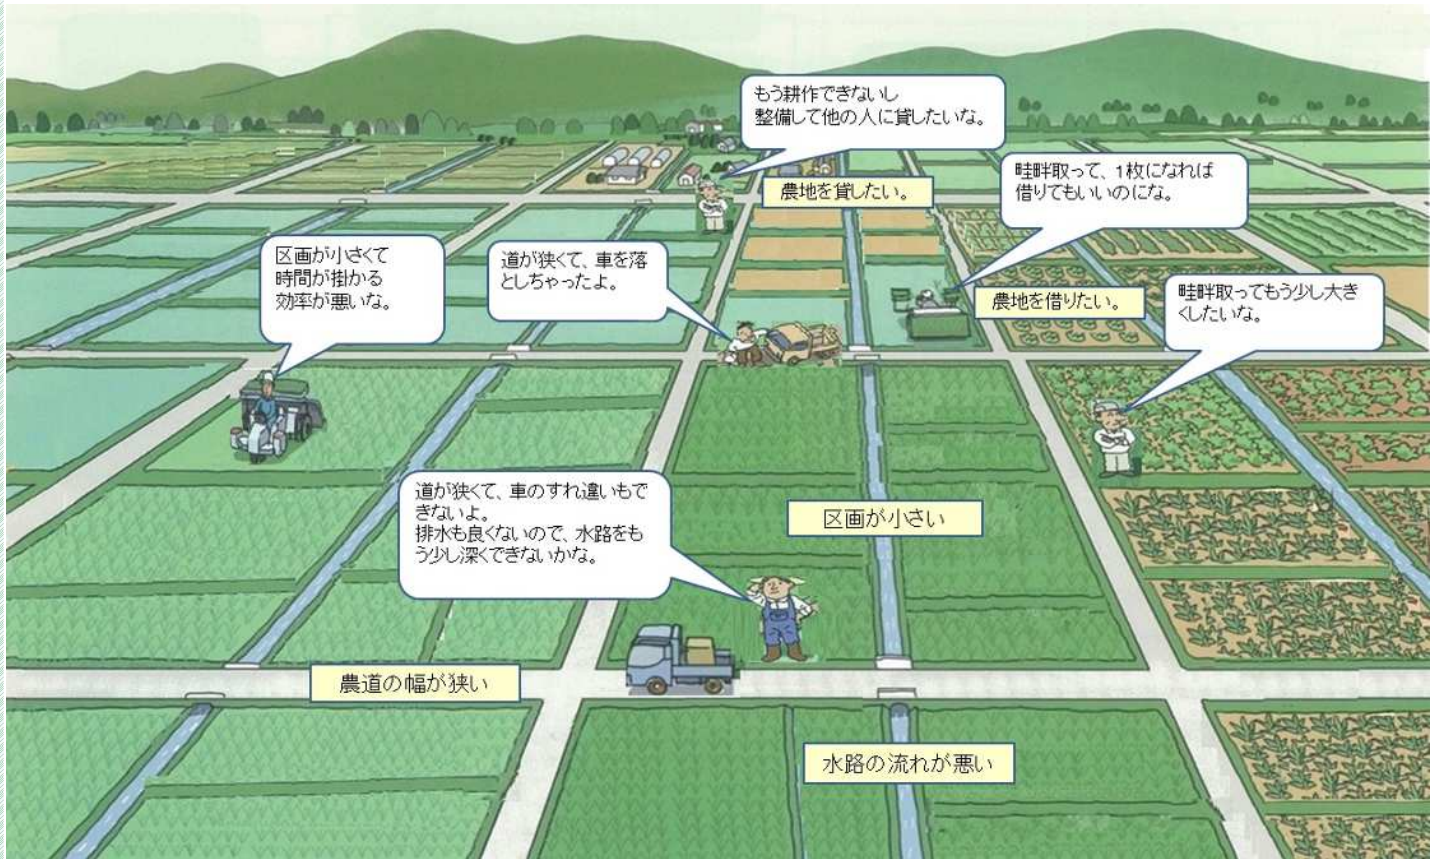 もう耕作できないし
整備して他の人に貸したいな。
農地を貸したい。
畦畔取って、1枚になれば
借りてもいいのにな。
区画が小さくて
時間が掛かる
効率が悪いな。
道が狭くて、車を落
としちゃったよ。
農地を借りたい。
畦畔取ってもう少し大き
くしたいな。
道が狭くて、車のすれ違いもで
きないよ。
排水も良くないので、水路をも
う少し深くできないかな。
区画が小さい
農道の幅が狭い
水路の流れが悪い